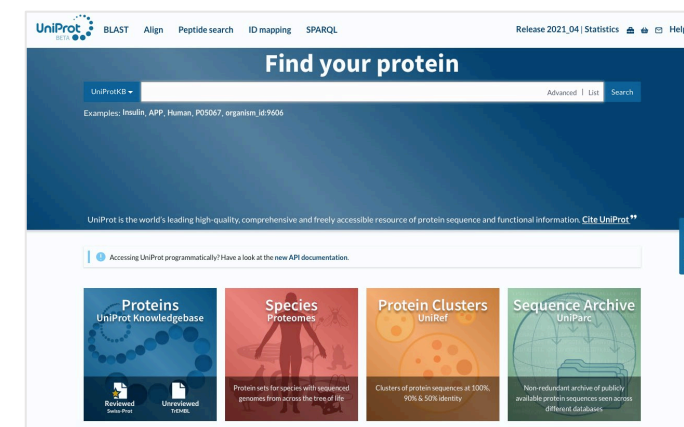 UniProt BETA BLAST Align Peptide search ID mapping SPARQL Release 2021_04 | Statistics Help
Find your protein
UniProtKB Advanced | List Search
Examples: Insulin, APP, Human, P05067, organism_id:9606
UniProt is the world's leading high-quality, comprehensive and freely accessible resource of protein sequence and functional information. Cite UniProt ”
Accessing UniProt programmatically? Have a look at the new API documentation.
Proteins
UniProt Knowledgebase
Reviewed
Swiss-Prot
Unreviewed
TrEMBL
Species
Proteomes
Protein sets for species with sequenced
genomes from across the tree of life
Protein Clusters
UniRef
Clusters of protein sequences at 100%,
90% & 50% identity
Sequence Archive
UniParc
Non-redundant archive of publicly
available protein sequences seen across
different databases